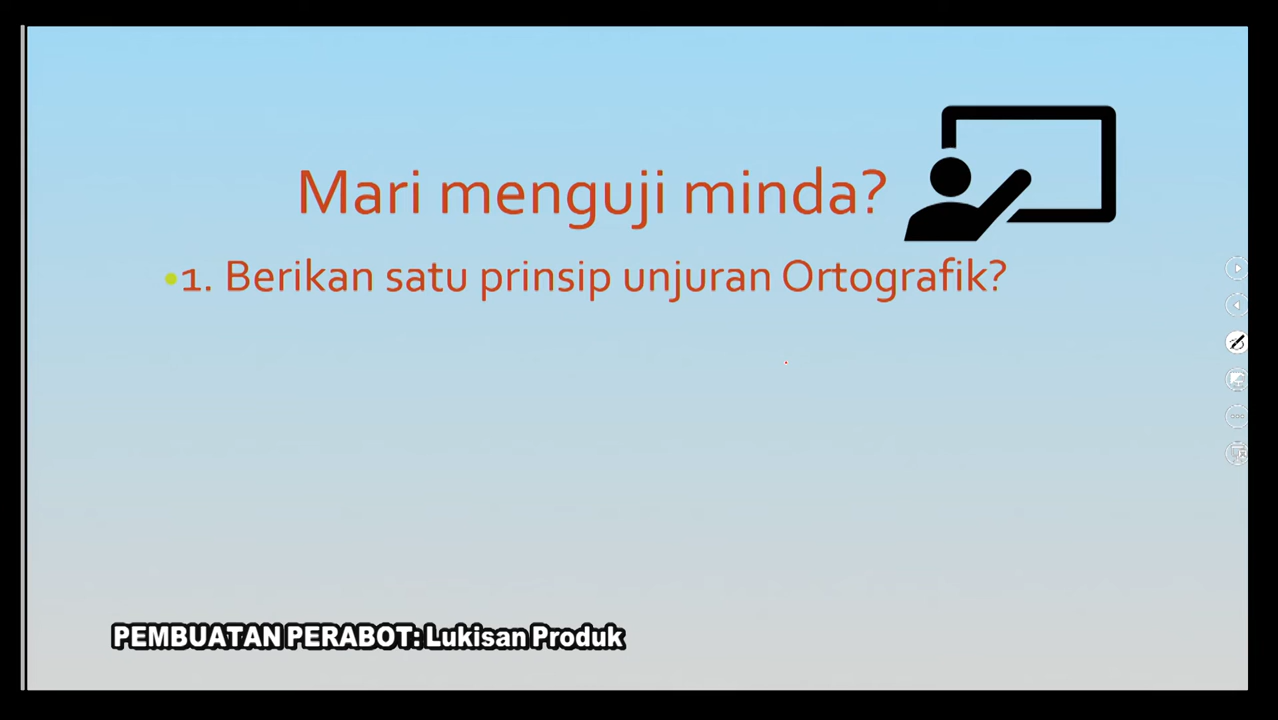 Mari menguji minda?
•1. Berikan satu prinsip unjuran Ortografik?
PEMBUATAN PERABOT: Lukisan Produk